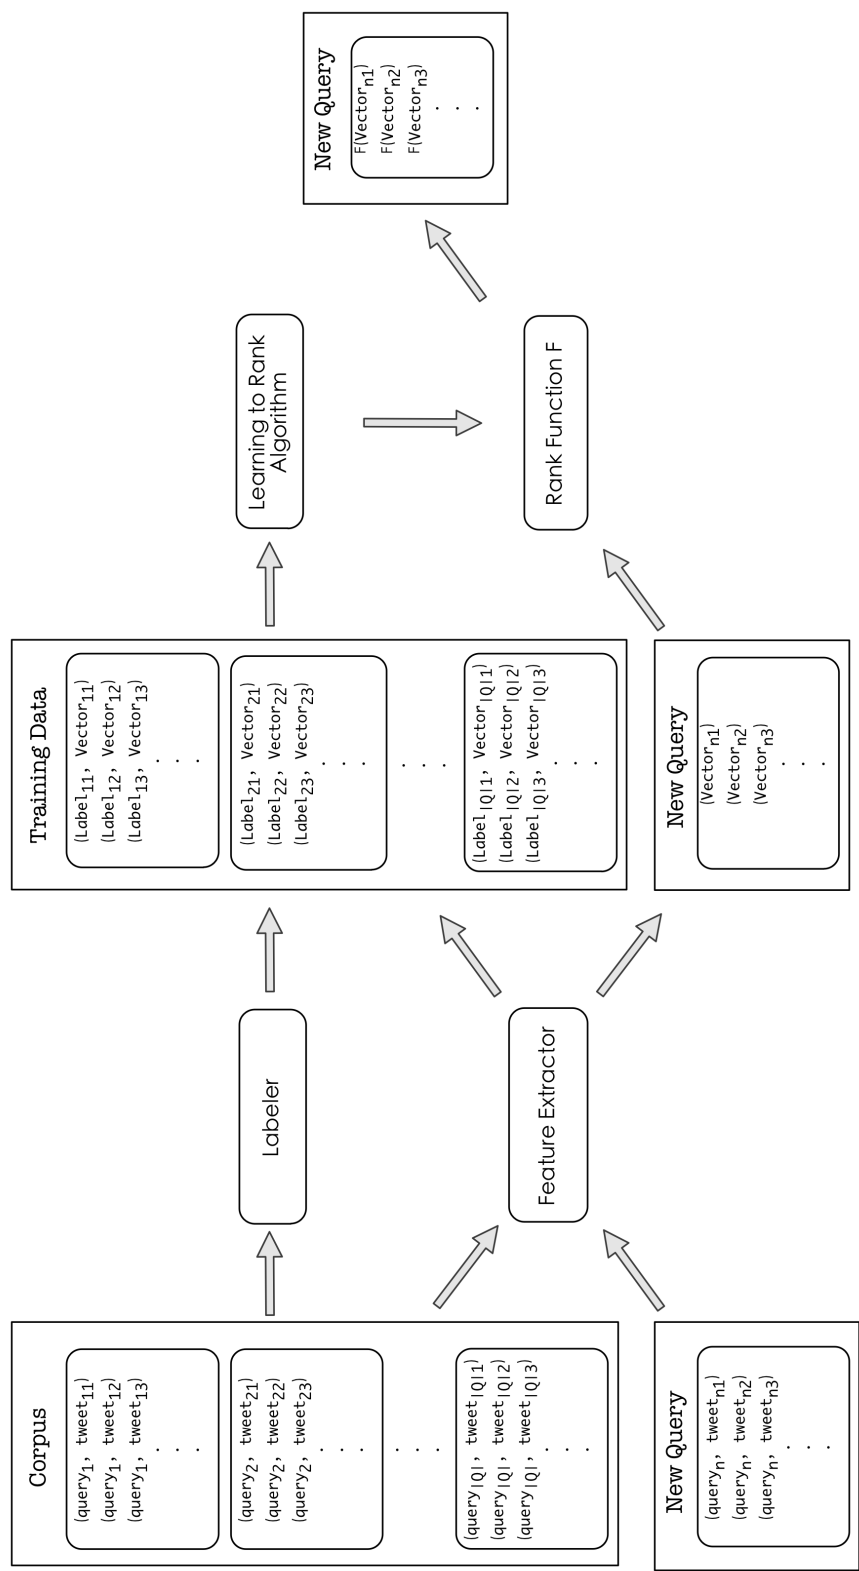 Corpus
(query1, tweet11)
(query1, tweet12)
(query1, tweet13)
. . .
(query2, tweet21)
(query2, tweet22)
(query2, tweet23)
. . .
. . .
(query|Q|, tweet|Q|1)
(query|Q|, tweet|Q|2)
(query|Q|, tweet|Q|3)
. . .
New Query
(queryn, tweetn1)
(queryn, tweetn2)
(queryn, tweetn3)
. . .
Labeler
Feature Extractor
Training Data
(Label11, Vector11)
(Label12, Vector12)
(Label13, Vector13)
. . .
(Label21, Vector21)
(Label22, Vector22)
(Label23, Vector23)
. . .
. . .
(Label|Q|1, Vector|Q|1)
(Label|Q|2, Vector|Q|2)
(Label|Q|3, Vector|Q|3)
. . .
New Query
(Vectorn1)
(Vectorn2)
(Vectorn3)
. . .
Learning to Rank
Algorithm
Rank Function F
New Query
F(Vectorn1)
F(Vectorn2)
F(Vectorn3)
. . .